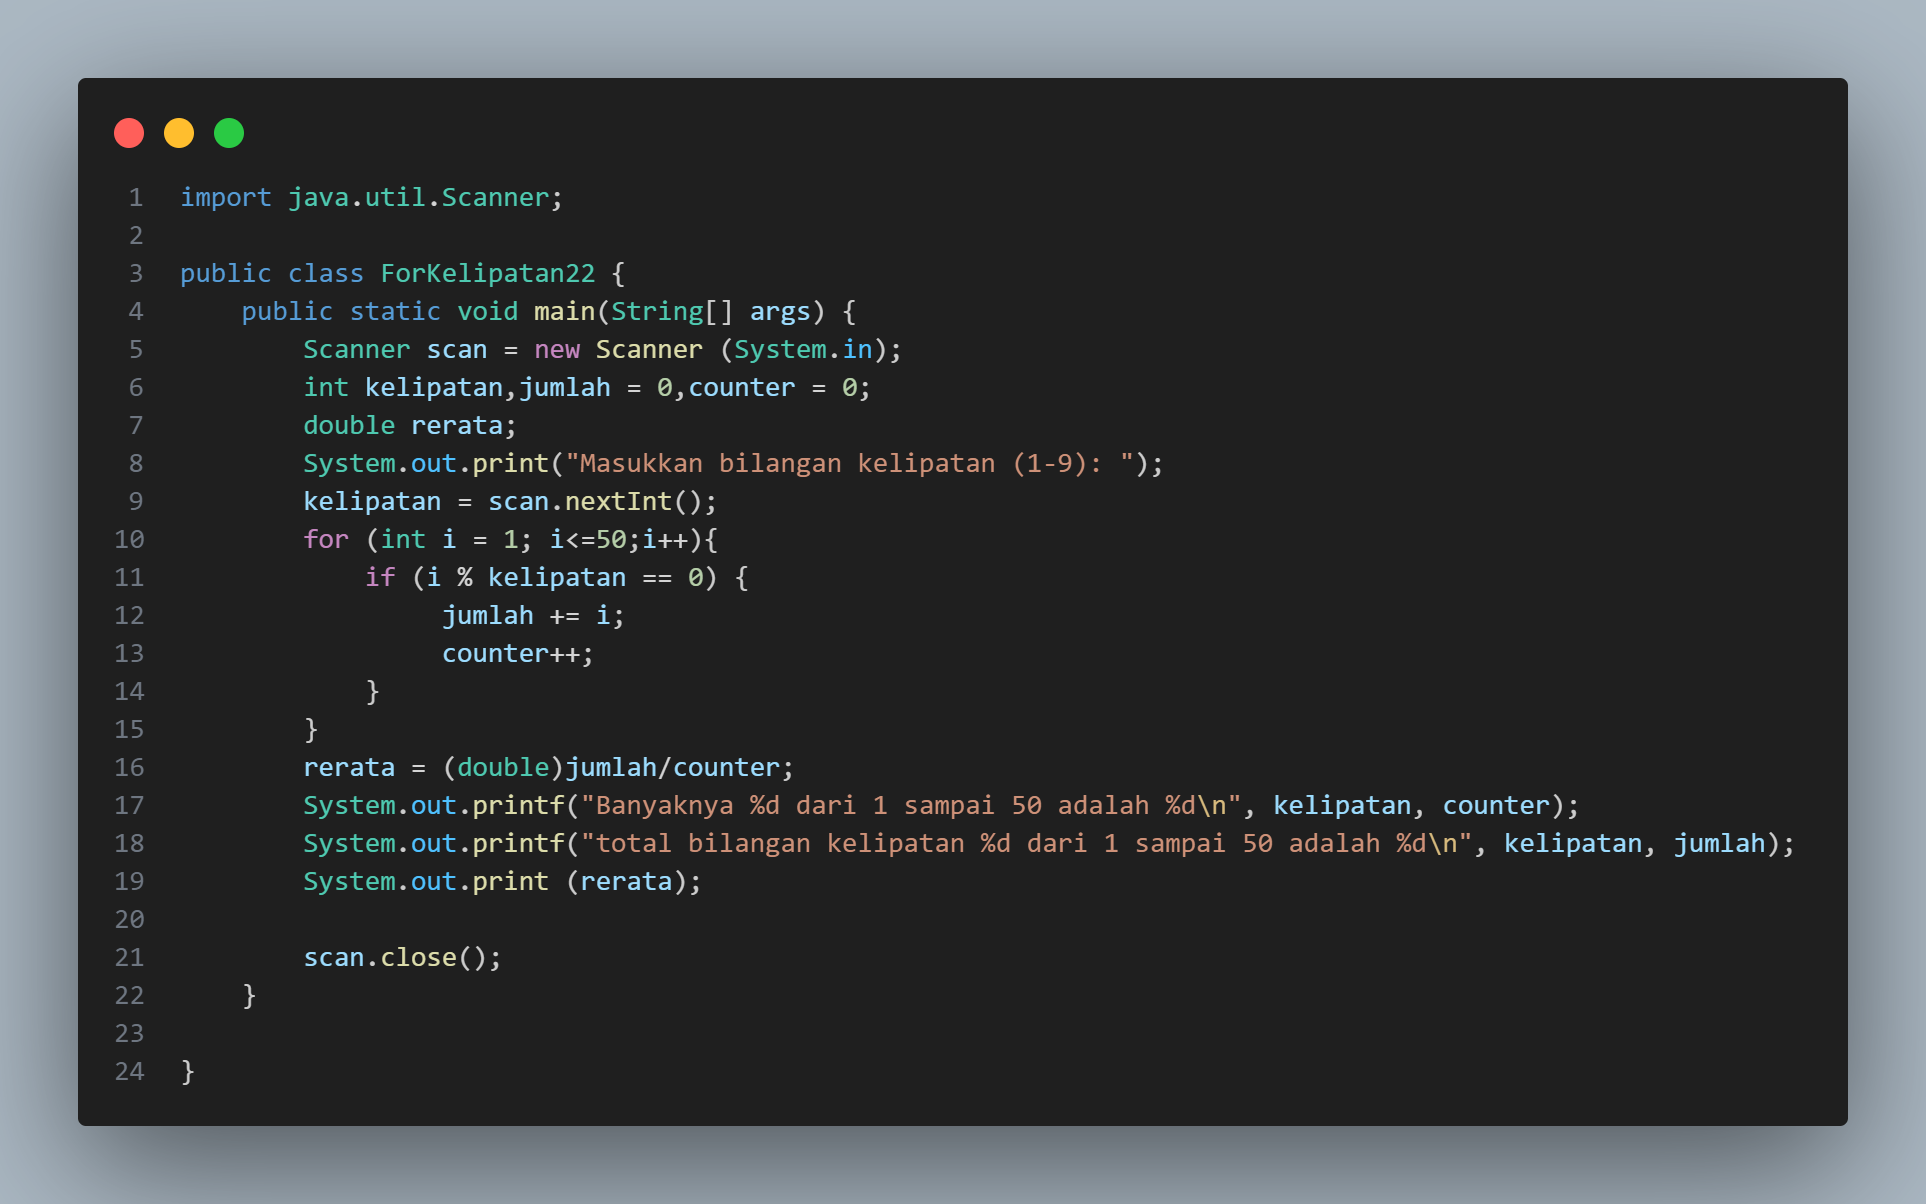 1 import java.util.Scanner;
2
3 public class ForKelipatan22 {
4     public static void main(String[] args) {
5         Scanner scan = new Scanner (System.in);
6         int kelipatan,jumlah = 0,counter = 0;
7         double rerata;
8         System.out.print("Masukkan bilangan kelipatan (1-9): ");
9         kelipatan = scan.nextInt();
10         for (int i = 1; i<=50;i++){
11             if (i % kelipatan == 0) {
12                  jumlah += i;
13                  counter++;
14             }
15         }
16         rerata = (double)jumlah/counter;
17         System.out.printf("Banyaknya %d dari 1 sampai 50 adalah %d\n", kelipatan, counter);
18         System.out.printf("total bilangan kelipatan %d dari 1 sampai 50 adalah %d\n", kelipatan, jumlah);
19         System.out.print (rerata);
20
21         scan.close();
22     }
23
24 }